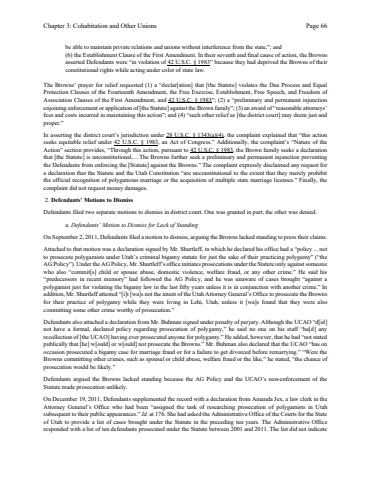 Chapter 3: Cohabitation and Other Unions Page 66
be able to maintain private relations and unions without interference from the state,"; and
(6) the Establishment Clause of the First Amendment. In their seventh and final cause of action, the Browns
asserted Defendants were "in violation of 42 U.S.C. § 1983" because they had deprived the Browns of their
constitutional rights while acting under color of state law.
The Browns' prayer for relief requested (1) a "declar[ation] that [the Statute] violates the Due Process and Equal
Protection Clauses of the Fourteenth Amendment, the Free Exercise, Establishment, Free Speech, and Freedom of
Association Clauses of the First Amendment, and 42 U.S.C. § 1983"; (2) a "preliminary and permanent injunction
enjoining enforcement or application of [the Statute] against the Brown family"; (3) an award of "reasonable attorneys'
fees and costs incurred in maintaining this action"; and (4) "such other relief as [the district court] may deem just and
proper."
In asserting the district court's jurisdiction under 28 U.S.C. § 1343(a)(4), the complaint explained that "this action
seeks equitable relief under 42 U.S.C. § 1983, an Act of Congress." Additionally, the complaint's "Nature of the
Action" section provides, "Through this action, pursuant to 42 U.S.C. § 1983, the Brown family seeks a declaration
that [the Statute] is unconstitutional.... The Browns further seek a preliminary and permanent injunction preventing
the Defendants from enforcing the [Statute] against the Browns." The complaint expressly disclaimed any request for
a declaration that the Statute and the Utah Constitution "are unconstitutional to the extent that they merely prohibit
the official recognition of polygamous marriage or the acquisition of multiple state marriage licenses." Finally, the
complaint did not request money damages.
2. Defendants' Motions to Dismiss
Defendants filed two separate motions to dismiss in district court. One was granted in part; the other was denied.
a. Defendants' Motion to Dismiss for Lack of Standing
On September 2, 2011, Defendants filed a motion to dismiss, arguing the Browns lacked standing to press their claims.
Attached to that motion was a declaration signed by Mr. Shurtleff, in which he declared his office had a "policy ... not
to prosecute polygamists under Utah's criminal bigamy statute for just the sake of their practicing polygamy" ("the
AG Policy"). Under the AG Policy, Mr. Shurtleff's office initiates prosecutions under the Statute only against someone
who also "commit[s] child or spouse abuse, domestic violence, welfare fraud, or any other crime." He said his
"predecessors in recent memory" had followed the AG Policy, and he was unaware of cases brought "against a
polygamist just for violating the bigamy law in the last fifty years unless it is in conjunction with another crime." In
addition, Mr. Shurtleff attested "[i]t [wa]s not the intent of the Utah Attorney General's Office to prosecute the Browns
for their practice of polygamy while they were living in Lehi, Utah, unless it [wa]s found that they were also
committing some other crime worthy of prosecution."
Defendants also attached a declaration from Mr. Buhman signed under penalty of perjury. Although the UCAO "d[id]
not have a formal, declared policy regarding prosecution of polygamy," he said no one on his staff "ha[d] any
recollection of [the UCAO] having ever prosecuted anyone for polygamy." He added, however, that he had "not stated
publically that [he] w[ould] or w[ould] not prosecute the Browns." Mr. Buhman also declared that the UCAO "has on
occasion prosecuted a bigamy case for marriage fraud or for a failure to get divorced before remarrying." "Were the
Browns committing other crimes, such as spousal or child abuse, welfare fraud or the like," he stated, "the chance of
prosecution would be likely."
Defendants argued the Browns lacked standing because the AG Policy and the UCAO's non-enforcement of the
Statute made prosecution unlikely.
On December 19, 2011, Defendants supplemented the record with a declaration from Amanda Jex, a law clerk in the
Attorney General's Office who had been "assigned the task of researching prosecution of polygamists in Utah
subsequent to their public appearances." Id. at 176. She had asked the Administrative Office of the Courts for the State
of Utah to provide a list of cases brought under the Statute in the preceding ten years. The Administrative Office
responded with a list of ten defendants prosecuted under the Statute between 2001 and 2011. The list did not indicate